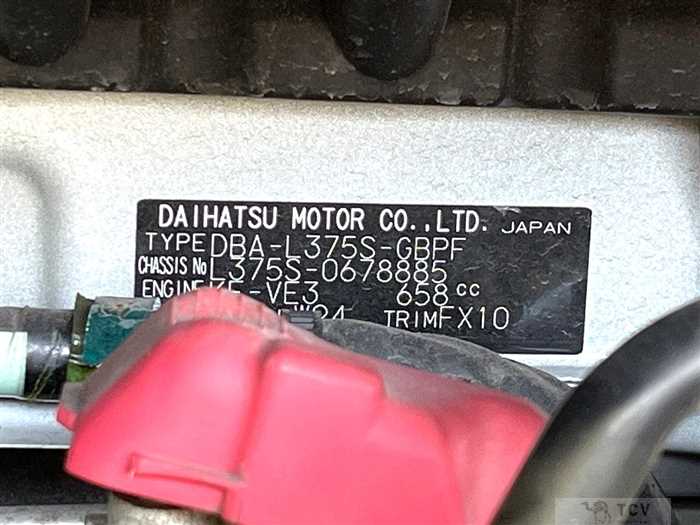 DAIHATSU MOTOR CO.,LTD. JAPAN
TYPE DBA-L375S-GBPF
CHASSIS No L375S-0678885
ENGINE KF-VE3 658 cc
W24 TRIM FX10
TCV